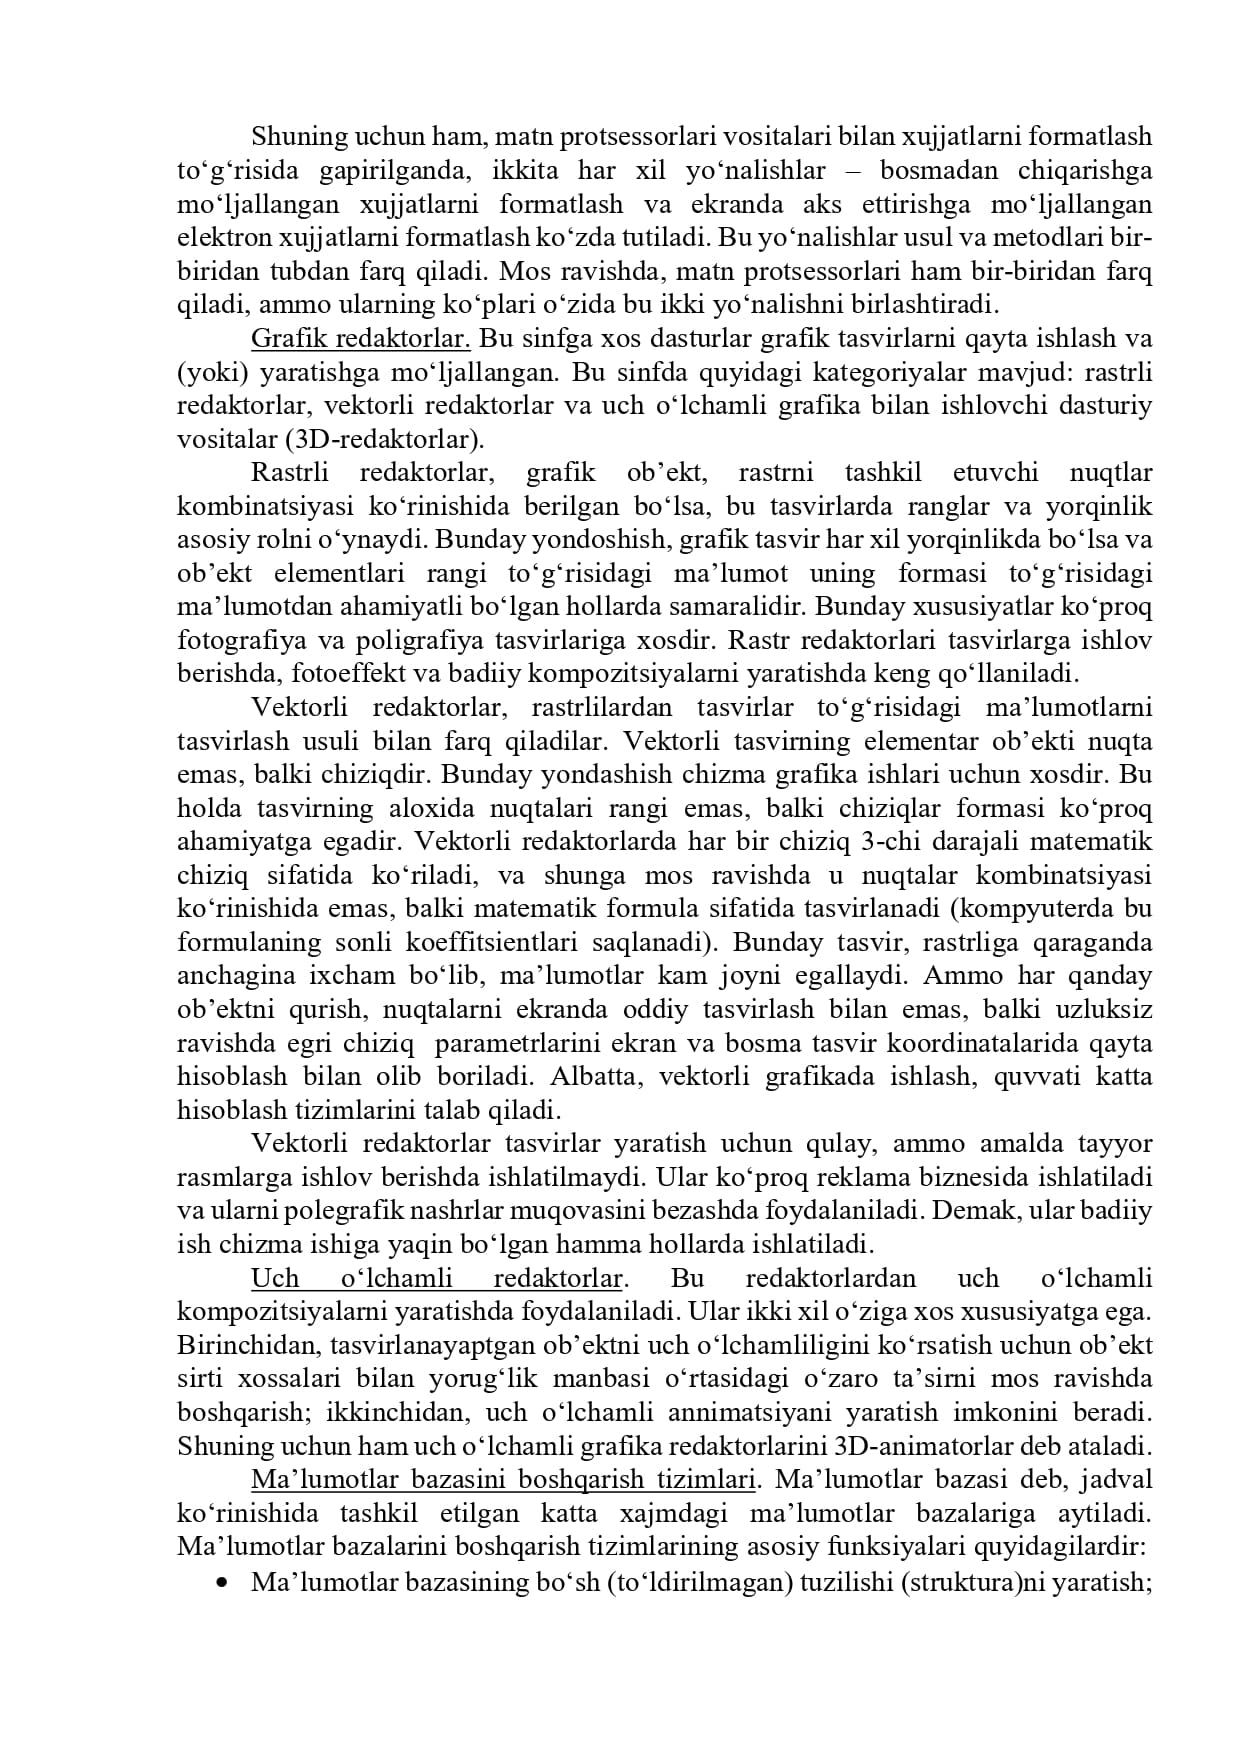 Shuning uchun ham, matn protsessorlari vositalari bilan xujjatlarni formatlash
to‘g‘risida gapirilganda, ikkita har xil yo‘nalishlar – bosmadan chiqarishga
mo‘ljallangan xujjatlarni formatlash va ekranda aks ettirishga mo‘ljallangan
elektron xujjatlarni formatlash ko‘zda tutiladi. Bu yo‘nalishlar usul va metodlari bir-
biridan tubdan farq qiladi. Mos ravishda, matn protsessorlari ham bir-biridan farq
qiladi, ammo ularning ko‘plari o‘zida bu ikki yo‘nalishni birlashtiradi.
Grafik redaktorlar. Bu sinfga xos dasturlar grafik tasvirlarni qayta ishlash va
(yoki) yaratishga mo‘ljallangan. Bu sinfda quyidagi kategoriyalar mavjud: rastrli
redaktorlar, vektorli redaktorlar va uch o‘lchamli grafika bilan ishlovchi dasturiy
vositalar (3D-redaktorlar).
Rastrli redaktorlar, grafik ob’ekt, rastrni tashkil etuvchi nuqtlar
kombinatsiyasi ko‘rinishida berilgan bo‘lsa, bu tasvirlarda ranglar va yorqinlik
asosiy rolni o‘ynaydi. Bunday yondoshish, grafik tasvir har xil yorqinlikda bo‘lsa va
ob’ekt elementlari rangi to‘g‘risidagi ma’lumot uning formasi to‘g‘risidagi
ma’lumotdan ahamiyatli bo‘lgan hollarda samaralidir. Bunday xususiyatlar ko‘proq
fotografiya va poligrafiya tasvirlariga xosdir. Rastr redaktorlari tasvirlarga ishlov
berishda, fotoeffekt va badiiy kompozitsiyalarni yaratishda keng qo‘llaniladi.
Vektorli redaktorlar, rastrlilardan tasvirlar to‘g‘risidagi ma’lumotlarni
tasvirlash usuli bilan farq qiladilar. Vektorli tasvirning elementar ob’ekti nuqta
emas, balki chiziqdir. Bunday yondashish chizma grafika ishlari uchun xosdir. Bu
holda tasvirning aloxida nuqtalari rangi emas, balki chiziqlar formasi ko‘proq
ahamiyatga egadir. Vektorli redaktorlarda har bir chiziq 3-chi darajali matematik
chiziq sifatida ko‘riladi, va shunga mos ravishda u nuqtalar kombinatsiyasi
ko‘rinishida emas, balki matematik formula sifatida tasvirlanadi (kompyuterda bu
formulaning sonli koeffitsientlari saqlanadi). Bunday tasvir, rastrliga qaraganda
anchagina ixcham bo‘lib, ma’lumotlar kam joyni egallaydi. Ammo har qanday
ob’ektni qurish, nuqtalarni ekranda oddiy tasvirlash bilan emas, balki uzluksiz
ravishda egri chiziq parametrlarini ekran va bosma tasvir koordinatalarida qayta
hisoblash bilan olib boriladi. Albatta, vektorli grafikada ishlash, quvvati katta
hisoblash tizimlarini talab qiladi.
Vektorli redaktorlar tasvirlar yaratish uchun qulay, ammo amalda tayyor
rasmlarga ishlov berishda ishlatilmaydi. Ular ko‘proq reklama biznesida ishlatiladi
va ularni polegrafik nashrlar muqovasini bezashda foydalaniladi. Demak, ular badiiy
ish chizma ishiga yaqin bo‘lgan hamma hollarda ishlatiladi.
Uch o‘lchamli redaktorlar. Bu redaktorlardan uch o‘lchamli
kompozitsiyalarni yaratishda foydalaniladi. Ular ikki xil o‘ziga xos xususiyatga ega.
Birinchidan, tasvirlanayaptgan ob’ektni uch o‘lchamliligini ko‘rsatish uchun ob’ekt
sirti xossalari bilan yorug‘lik manbasi o‘rtasidagi o‘zaro ta’sirni mos ravishda
boshqarish; ikkinchidan, uch o‘lchamli annimatsiyani yaratish imkonini beradi.
Shuning uchun ham uch o‘lchamli grafika redaktorlarini 3D-animatorlar deb ataladi.
Ma’lumotlar bazasini boshqarish tizimlari. Ma’lumotlar bazasi deb, jadval
ko‘rinishida tashkil etilgan katta xajmdagi ma’lumotlar bazalariga aytiladi.
Ma’lumotlar bazalarini boshqarish tizimlarining asosiy funksiyalari quyidagilardir:
• Ma’lumotlar bazasining bo‘sh (to‘ldirilmagan) tuzilishi (struktura)ni yaratish;